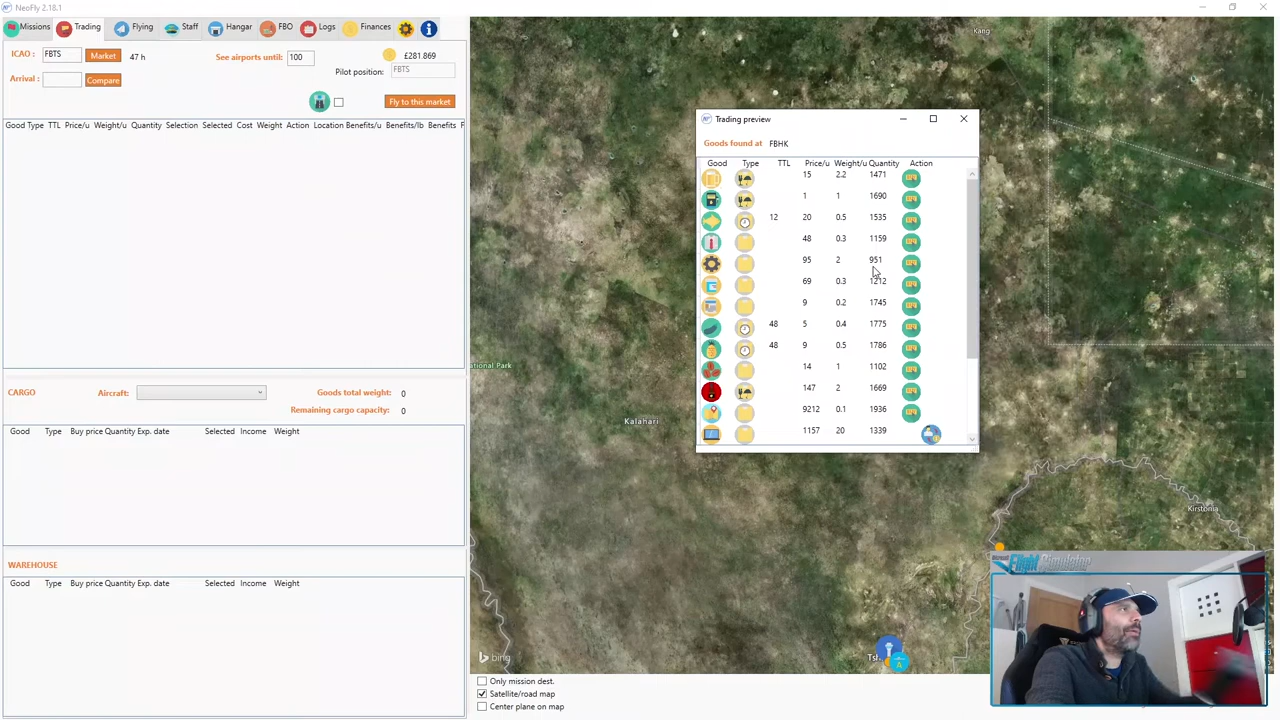 NeoFly 2.18.1
Missions Trading Flying Staff Hangar FBO Logs Finances
ICAO : FBTS Market 47 h See airports until: 100 £281.869
Pilot position: FBTS
Arrival : Compare
Fly to this market
Good Type TTL Price/u Weight/u Quantity Selection Selected Cost Weight Action Location Benefits/u Benefits/lb Benefits F
CARGO Aircraft: Goods total weight: 0
Remaining cargo capacity: 0
Good Type Buy price Quantity Exp. date Selected Income Weight
WAREHOUSE
Good Type Buy price Quantity Exp. date Selected Income Weight
Kang
Trading preview
Goods found at FBHK
Good Type TTL Price/u Weight/u Quantity Action
15 2.2 1471
1 1 1690
12 20 0.5 1535
48 0.3 1159
95 2 951
69 0.3 1212
9 0.2 1745
48 5 0.4 1775
48 9 0.5 1786
14 1 1102
147 2 1669
9212 0.1 1936
1157 20 1339
ational Park
Kalahari
Kirstonia
Microsoft Flight Simulator
Tsh
A
bing
Only mission dest.
Satellite/road map
Center plane on map